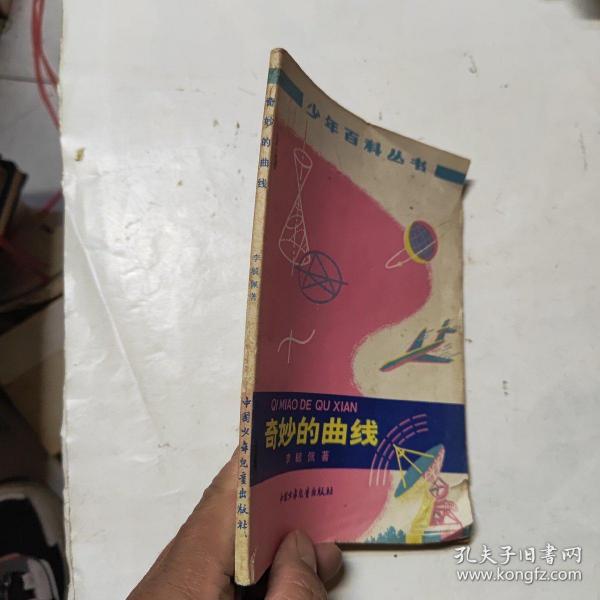 少年百科丛书
QI MIAO DE QU XIAN
奇妙的曲线
李毓佩著
中国少年儿童出版社
奇妙的曲线
李毓佩著
中国少年儿童出版社
孔夫子旧书网
www.kongfz.com